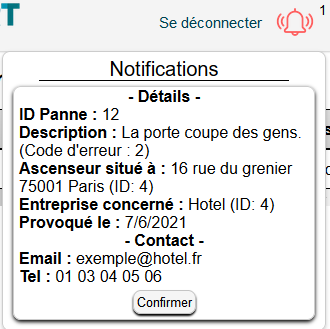 T
Se déconnecter
1
Notifications
- Détails -
ID Panne : 12
Description : La porte coupe des gens.
(Code d'erreur : 2)
Ascenseur situé à : 16 rue du grenier
75001 Paris (ID: 4)
Entreprise concerné : Hotel (ID: 4)
Provoqué le : 7/6/2021
- Contact -
Email : exemple@hotel.fr
Tel : 01 03 04 05 06
Confirmer